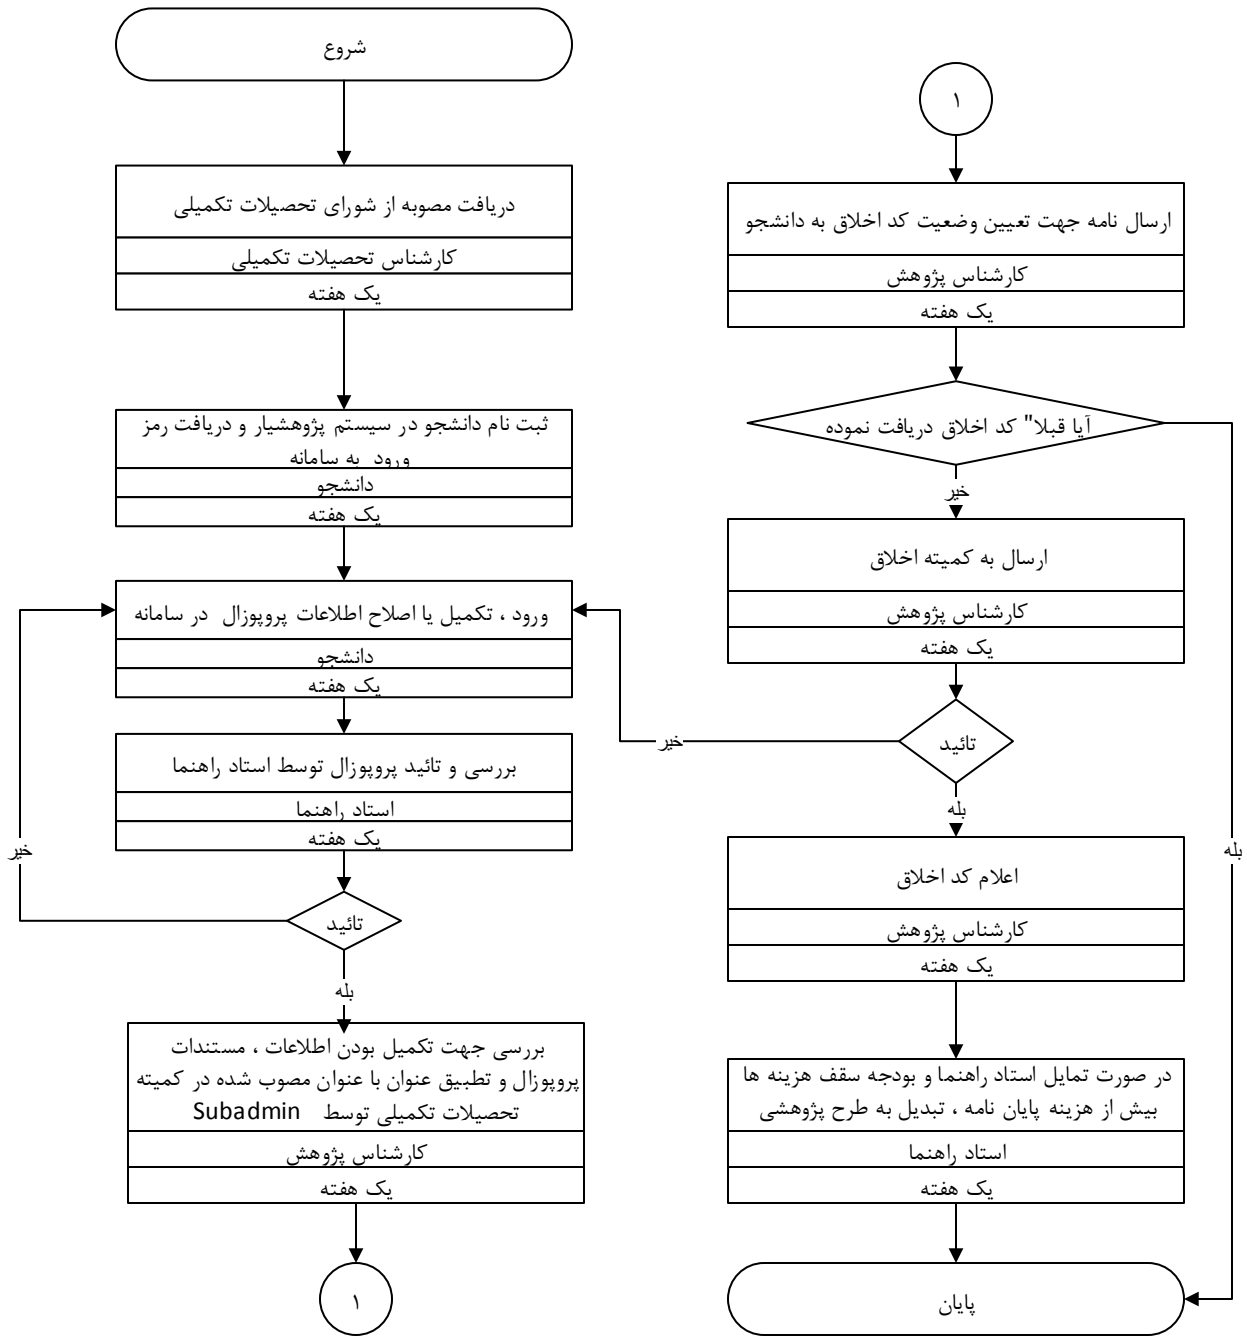 شروع
دریافت مصوبه از شورای تحصیلات تکمیلی
کارشناس تحصیلات تکمیلی
یک هفته
ثبت نام دانشجو در سیستم پژوهشیار و دریافت رمز
ورود به سامانه
دانشجو
یک هفته
ورود ، تکمیل یا اصلاح اطلاعات پروپوزال در سامانه
دانشجو
یک هفته
بررسی و تائید پروپوزال توسط استاد راهنما
استاد راهنما
یک هفته
تائید
خیر
بله
بررسی جهت تکمیل بودن اطلاعات ، مستندات
پروپوزال و تطبیق عنوان با عنوان مصوب شده در کمیته
تحصیلات تکمیلی توسط Subadmin
کارشناس پژوهش
یک هفته
۱
۱
ارسال نامه جهت تعیین وضعیت کد اخلاق به دانشجو
کارشناس پژوهش
یک هفته
آیا قبلا" کد اخلاق دریافت نموده
خیر
بله
ارسال به کمیته اخلاق
کارشناس پژوهش
یک هفته
تائید
خیر
بله
اعلام کد اخلاق
کارشناس پژوهش
یک هفته
در صورت تمایل استاد راهنما و بودجه سقف هزینه ها
بیش از هزینه پایان نامه ، تبدیل به طرح پژوهشی
استاد راهنما
یک هفته
پایان